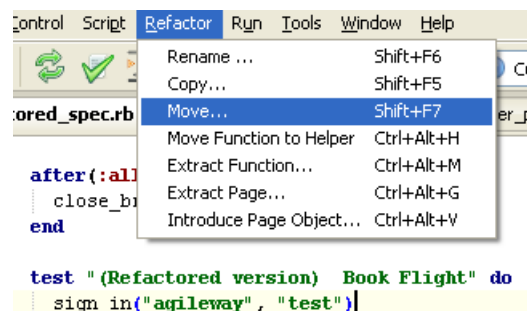 Control Script Refactor Run Tools Window Help
Rename ... Shift+F6
Copy... Shift+F5
Move... Shift+F7
Move Function to Helper Ctrl+Alt+H
Extract Function... Ctrl+Alt+M
Extract Page... Ctrl+Alt+G
Introduce Page Object... Ctrl+Alt+V
ored_spec.rb
after(:all
close_br
end
test "(Refactored version) Book Flight" do
sign_in("agileway", "test")